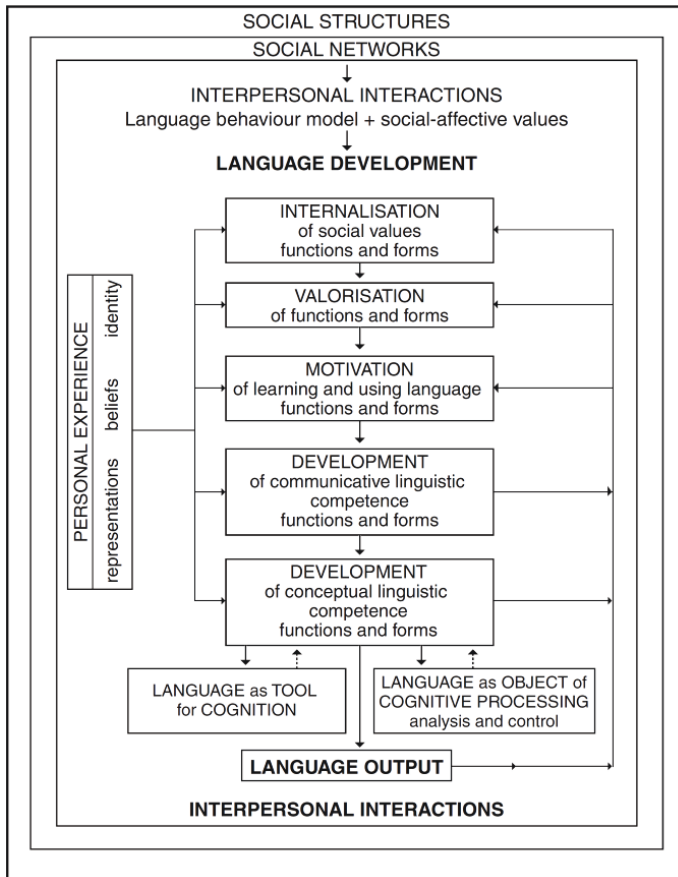 SOCIAL STRUCTURES
SOCIAL NETWORKS
INTERPERSONAL INTERACTIONS
Language behaviour model + social-affective values
LANGUAGE DEVELOPMENT
INTERNALISATION
of social values
functions and forms
VALORISATION
of functions and forms
MOTIVATION
of learning and using language
functions and forms
DEVELOPMENT
of communicative linguistic
competence
functions and forms
DEVELOPMENT
of conceptual linguistic
competence
functions and forms
PERSONAL EXPERIENCE
representations beliefs identity
LANGUAGE as TOOL
for COGNITION
LANGUAGE as OBJECT of
COGNITIVE PROCESSING
analysis and control
LANGUAGE OUTPUT
INTERPERSONAL INTERACTIONS